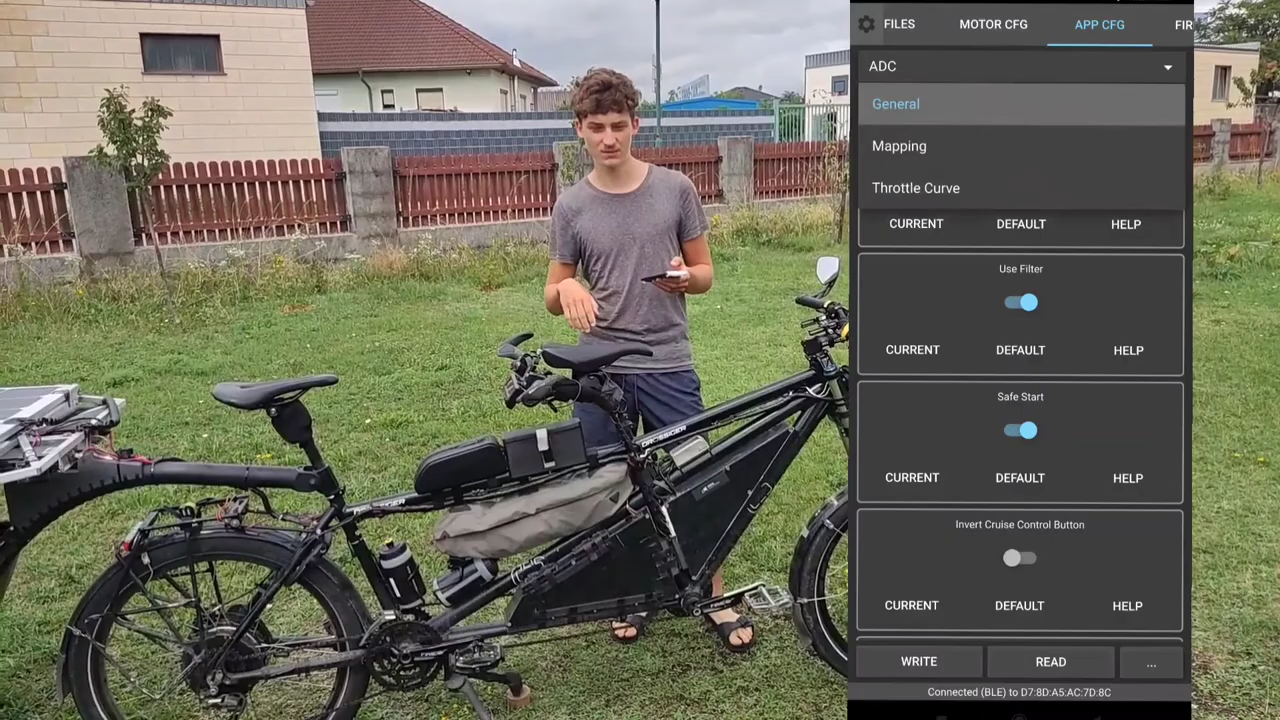 FILES MOTOR CFG APP CFG FIR
ADC
General
Mapping
Throttle Curve
CURRENT DEFAULT HELP
Use Filter
CURRENT DEFAULT HELP
Safe Start
CURRENT DEFAULT HELP
Invert Cruise Control Button
CURRENT DEFAULT HELP
WRITE READ ...
Connected (BLE) to D7:8D:A5:AC:7D:8C